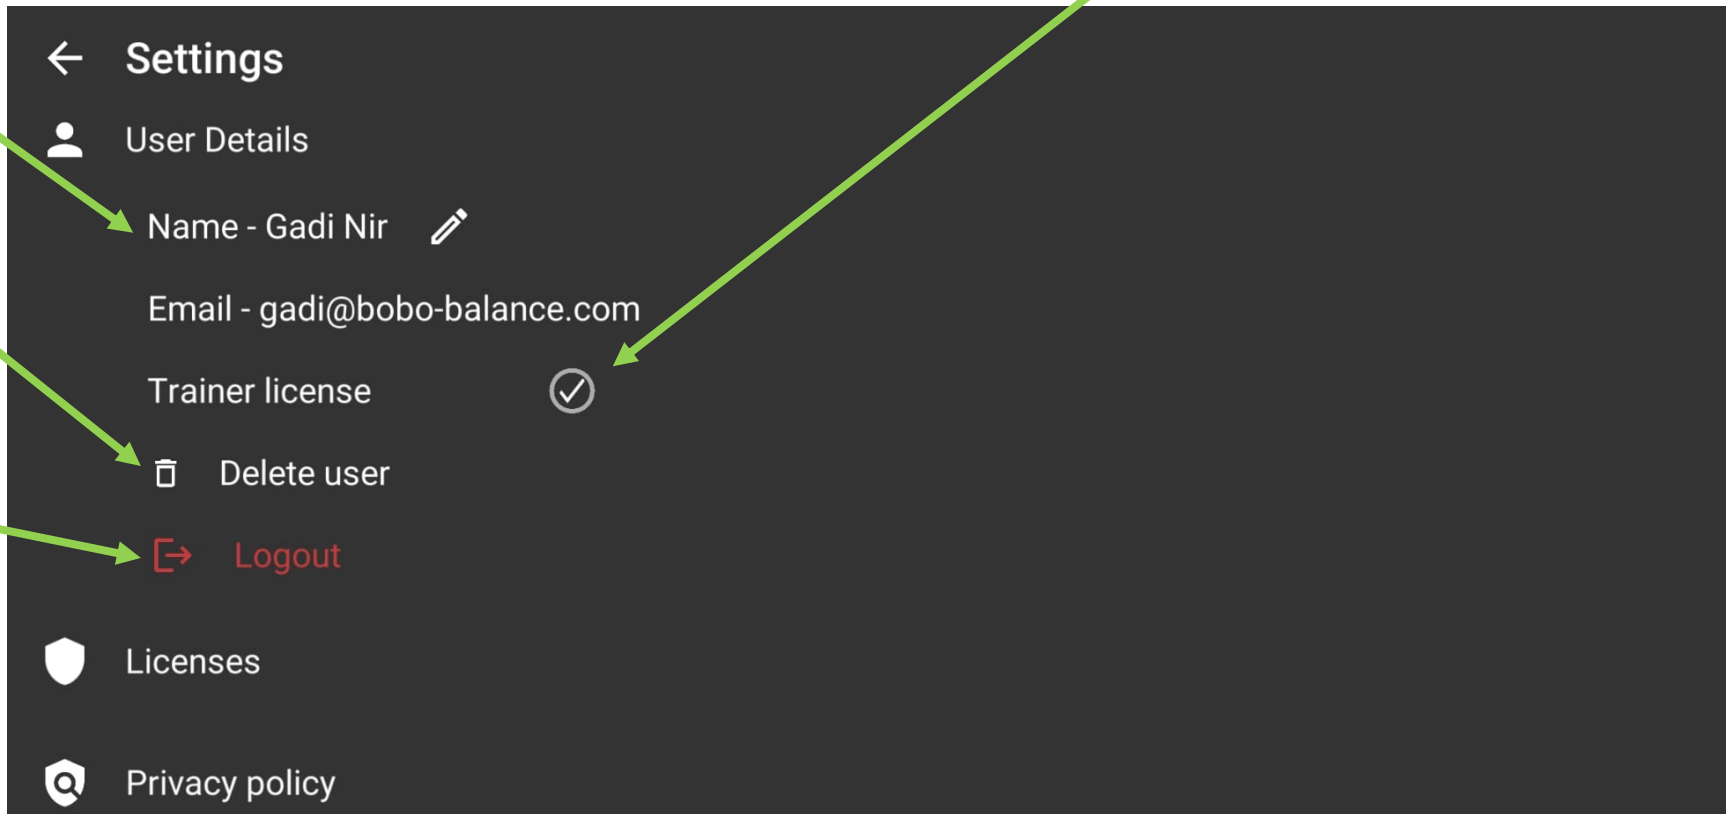 Settings
User Details
Name - Gadi Nir
Email - gadi@bobo-balance.com
Trainer license
Delete user
Logout
Licenses
Privacy policy